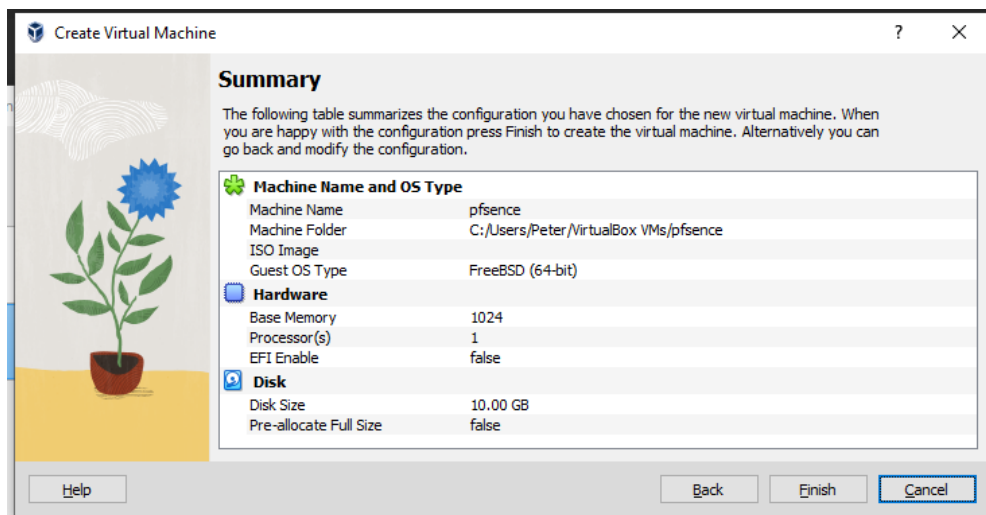 Create Virtual Machine
?
Summary
The following table summarizes the configuration you have chosen for the new virtual machine. When
you are happy with the configuration press Finish to create the virtual machine. Alternatively you can
go back and modify the configuration.
Machine Name and OS Type
Machine Name pfsence
Machine Folder C:/Users/Peter/VirtualBox VMs/pfsence
ISO Image
Guest OS Type FreeBSD (64-bit)
Hardware
Base Memory 1024
Processor(s) 1
EFI Enable false
Disk
Disk Size 10.00 GB
Pre-allocate Full Size false
Help Back Finish Cancel